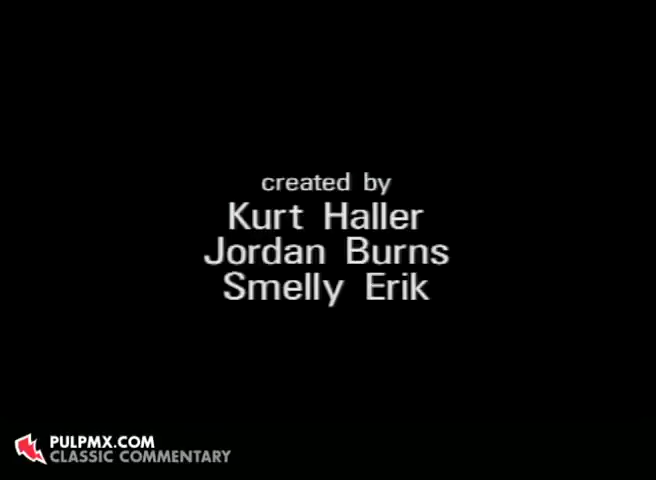 created by
Kurt Haller
Jordan Burns
Smelly Erik
PULPMX.COM
CLASSIC COMMENTARY